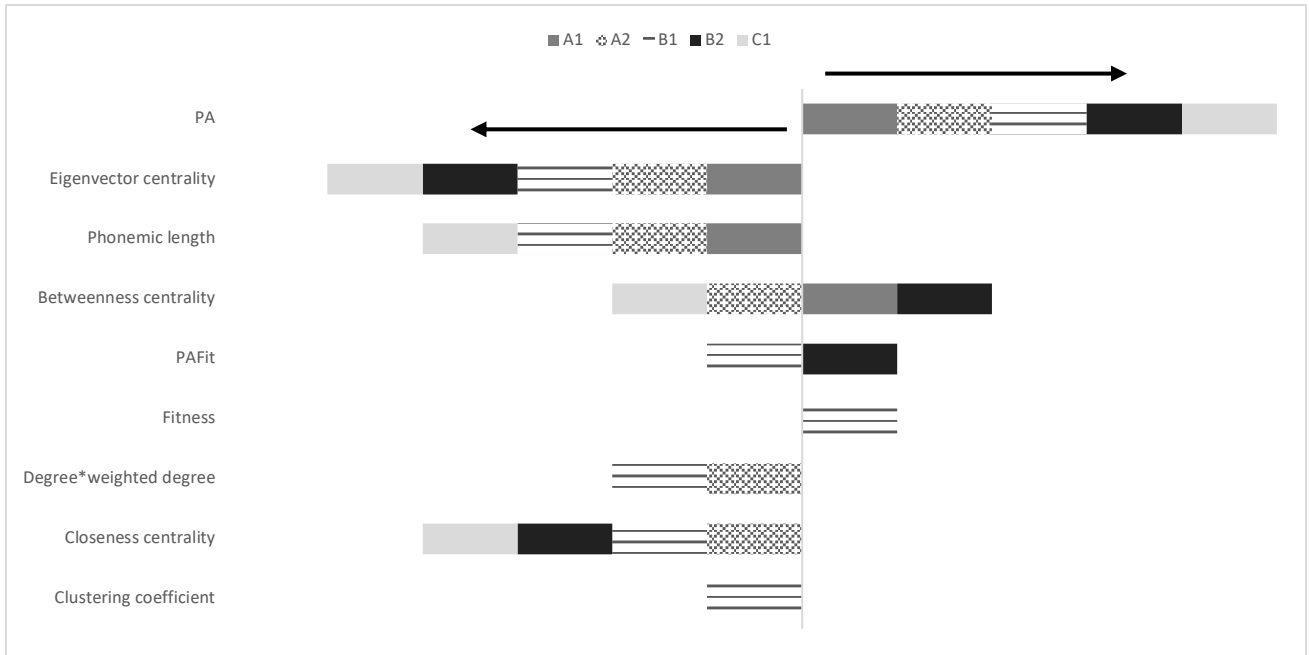 A1 A2 B1 B2 C1
PA
Eigenvector centrality
Phonemic length
Betweenness centrality
PAFit
Fitness
Degree*weighted degree
Closeness centrality
Clustering coefficient